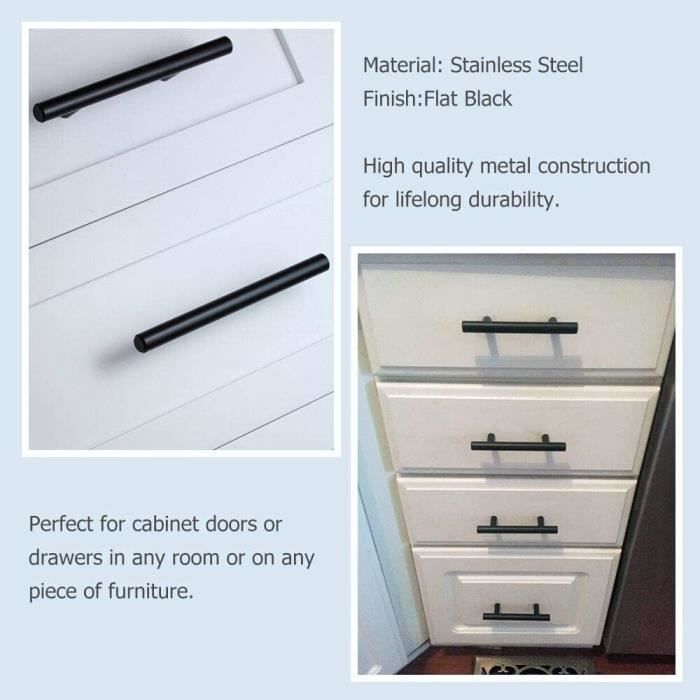 Material: Stainless Steel
Finish:Flat Black
High quality metal construction
for lifelong durability.
Perfect for cabinet doors or
drawers in any room or on any
piece of furniture.